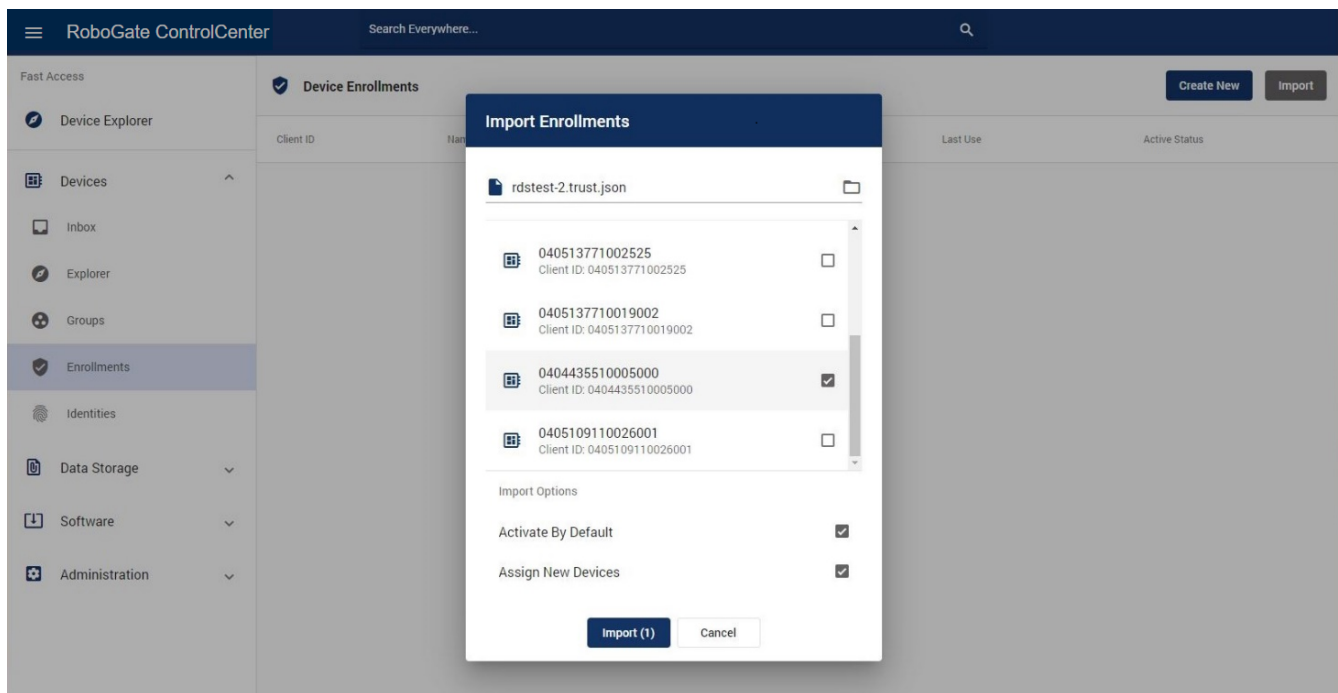 RoboGate ControlCenter
Search Everywhere...
Fast Access
Device Explorer
Devices
Inbox
Explorer
Groups
Enrollments
Identities
Data Storage
Software
Administration
Device Enrollments
Create New
Import
Client ID
Last Use
Active Status
Import Enrollments
rdstest-2.trust.json
040513771002525
Client ID: 040513771002525
0405137710019002
Client ID: 0405137710019002
0404435510005000
Client ID: 0404435510005000
0405109110026001
Client ID: 0405109110026001
Import Options
Activate By Default
Assign New Devices
Import (1)
Cancel